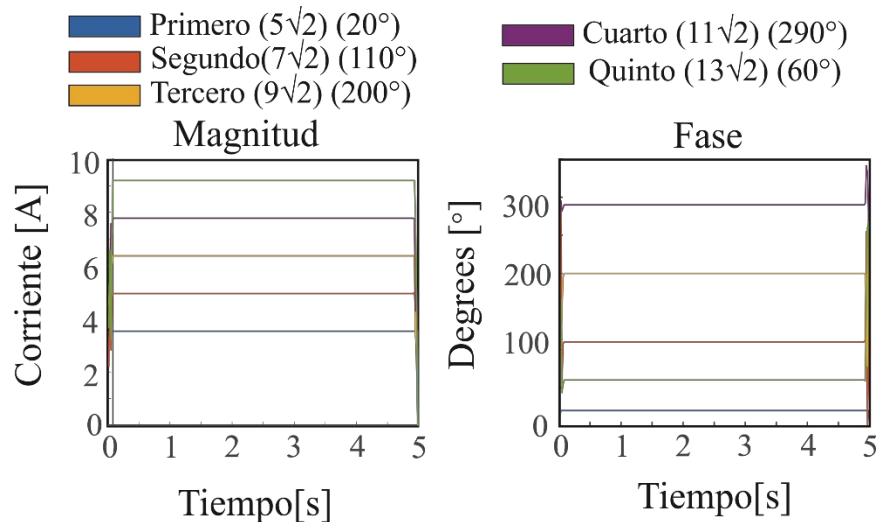 Primero (5√2) (20°)
Segundo(7√2) (110°)
Tercero (9√2) (200°)
Cuarto (11√2) (290°)
Quinto (13√2) (60°)
Magnitud
Corriente [A]
10
8
6
4
2
0
0 1 2 3 4 5
Tiempo[s]
Fase
Degrees [°]
300
200
100
0
0 1 2 3 4 5
Tiempo[s]